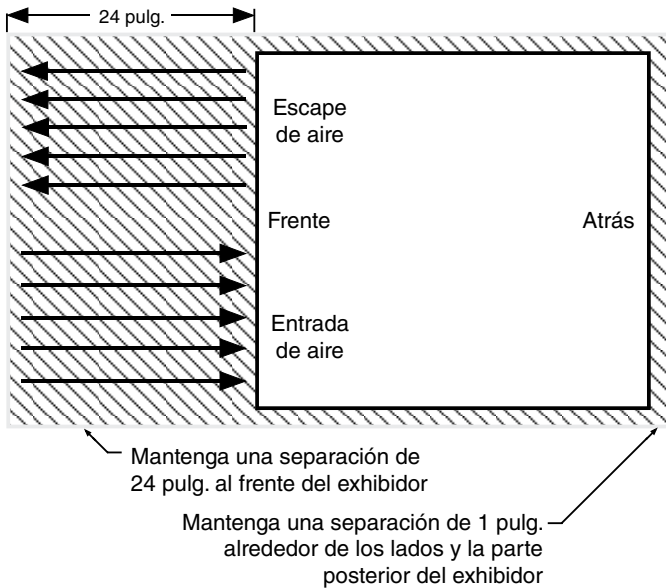 24 pulg.
Escape
de aire
Frente
Atrás
Entrada
de aire
Mantenga una separación de
24 pulg. al frente del exhibidor
Mantenga una separación de 1 pulg.
alrededor de los lados y la parte
posterior del exhibidor